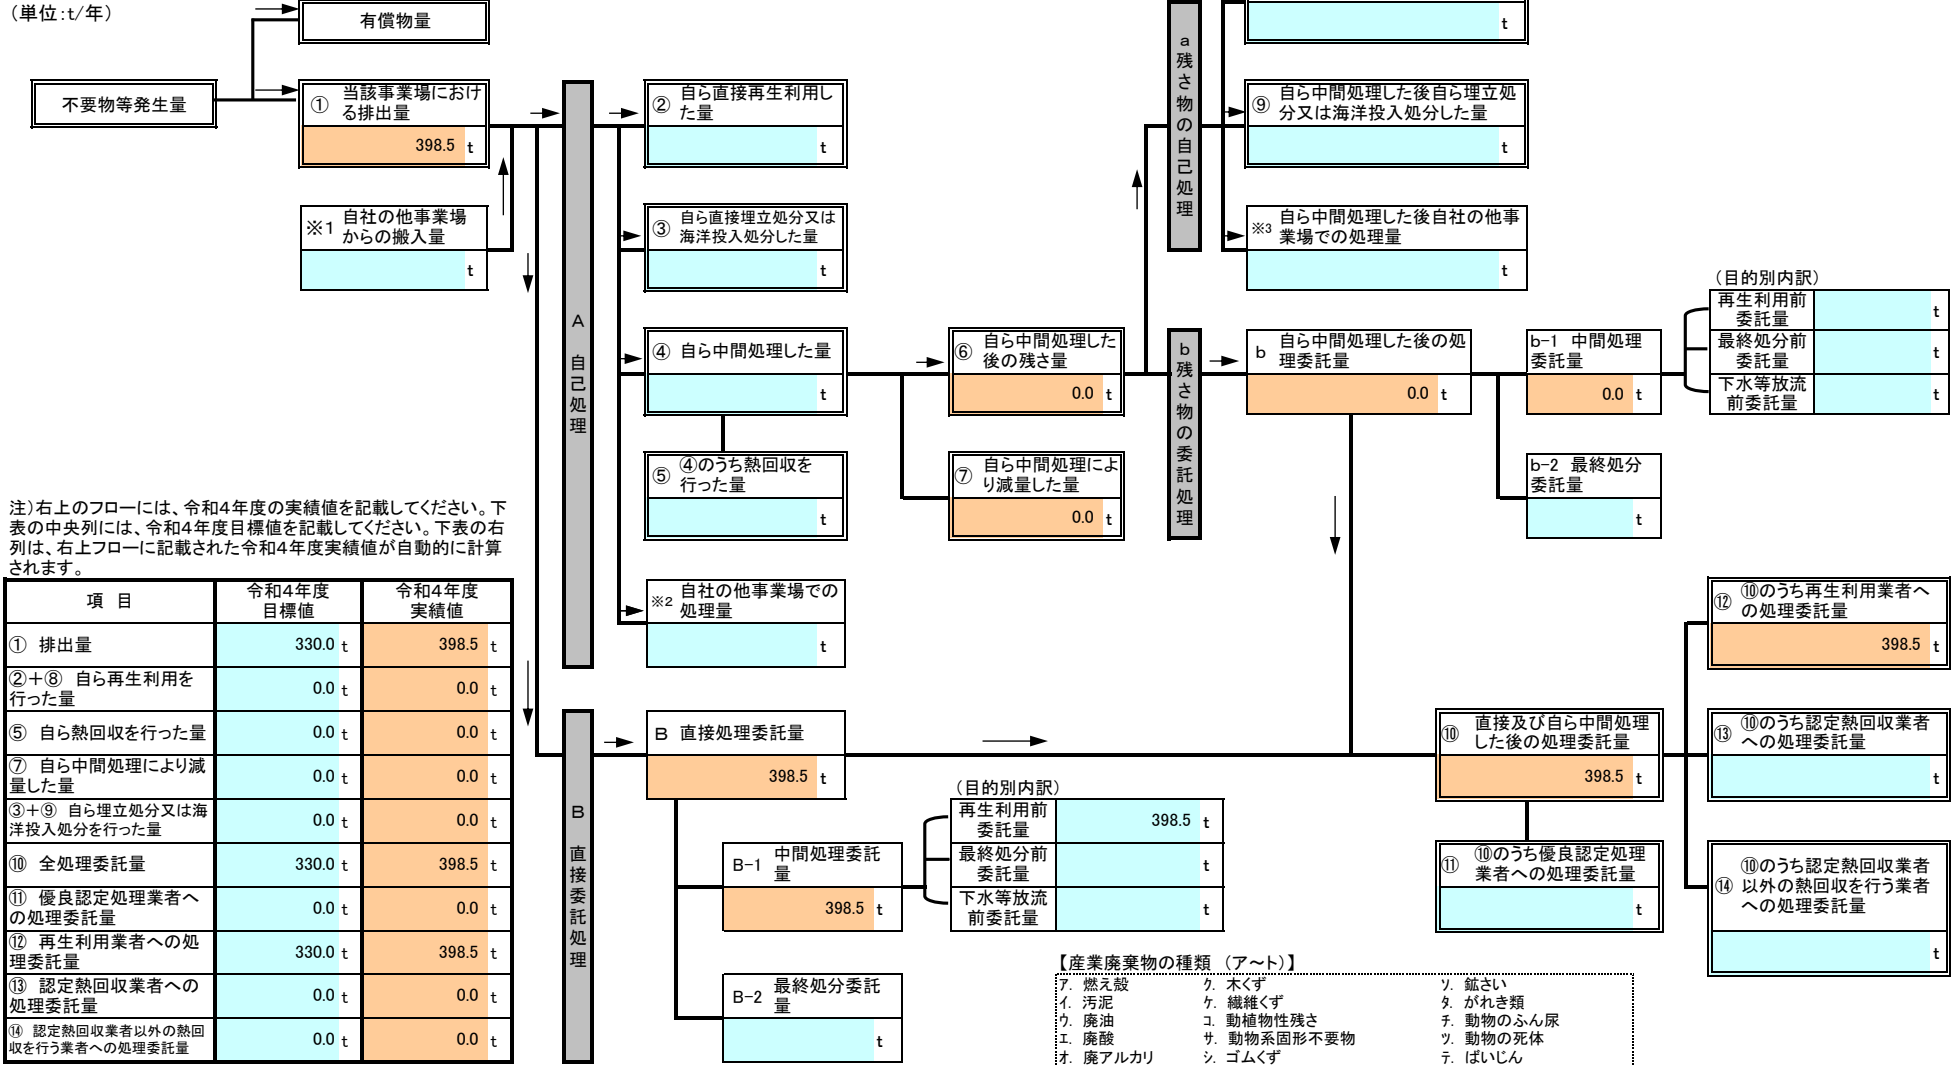 (単位:t/年)
有償物量
不要物等発生量
① 当該事業場におけ
る排出量
398.5 t
※1 自社の他事業場
からの搬入量
t
A 自己処理
② 自ら直接再生利用し
た量
t
③ 自ら直接埋立処分又は
海洋投入処分した量
t
④ 自ら中間処理した量
t
⑤ ④のうち熱回収を
行った量
t
※2 自社の他事業場での
処理量
t
⑥ 自ら中間処理した
後の残さ量
0.0 t
⑦ 自ら中間処理によ
り減量した量
0.0 t
a 残さ物の自己処理
t
⑨ 自ら中間処理した後自ら埋立処
分又は海洋投入処分した量
t
※3 自ら中間処理した後自社の他事
業場での処理量
t
b 残さ物の委託処理
b 自ら中間処理した後の処
理委託量
0.0 t
b-1 中間処理
委託量
0.0 t
b-2 最終処分
委託量
t
(目的別内訳)
再生利用前
委託量
t
最終処分前
委託量
t
下水等放流
前委託量
t
注)右上のフローには、令和4年度の実績値を記載してください。下
表の中央列には、令和4年度目標値を記載してください。下表の右
列は、右上フローに記載された令和4年度実績値が自動的に計算
されます。
項 目
令和4年度
目標値
令和4年度
実績値
① 排出量 330.0 t 398.5 t
②+⑧ 自ら再生利用を
行った量
0.0 t 0.0 t
⑤ 自ら熱回収を行った量 0.0 t 0.0 t
⑦ 自ら中間処理により減
量した量
0.0 t 0.0 t
③+⑨ 自ら埋立処分又は海
洋投入処分を行った量
0.0 t 0.0 t
⑩ 全処理委託量 330.0 t 398.5 t
⑪ 優良認定処理業者へ
の処理委託量
0.0 t 0.0 t
⑫ 再生利用業者への処
理委託量
330.0 t 398.5 t
⑬ 認定熱回収業者への
処理委託量
0.0 t 0.0 t
⑭ 認定熱回収業者以外の熱回
収を行う業者への処理委託量
0.0 t 0.0 t
B 直接委託処理
B 直接処理委託量
398.5 t
B-1 中間処理委託
量
398.5 t
B-2 最終処分委託
量
t
(目的別内訳)
再生利用前
委託量
398.5 t
最終処分前
委託量
t
下水等放流
前委託量
t
⑩ 直接及び自ら中間処理
した後の処理委託量
398.5 t
⑪ ⑩のうち優良認定処理
業者への処理委託量
t
⑫ ⑩のうち再生利用業者へ
の処理委託量
398.5 t
⑬ ⑩のうち認定熱回収業者
への処理委託量
t
⑭ ⑩のうち認定熱回収業者
以外の熱回収を行う業者
への処理委託量
t
【産業廃棄物の種類 (ア~ト)】
ア. 燃え殻 ク. 木くず ソ. 鉱さい
イ. 汚泥 ケ. 繊維くず タ. がれき類
ウ. 廃油 コ. 動植物性残さ チ. 動物のふん尿
エ. 廃酸 サ. 動物系固形不要物 ツ. 動物の死体
オ. 廃アルカリ シ. ゴムくず テ. ばいじん